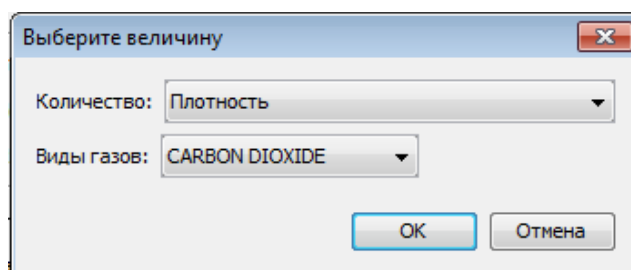 Выберите величину
Количество: Плотность
Виды газов: CARBON DIOXIDE
OK Отмена